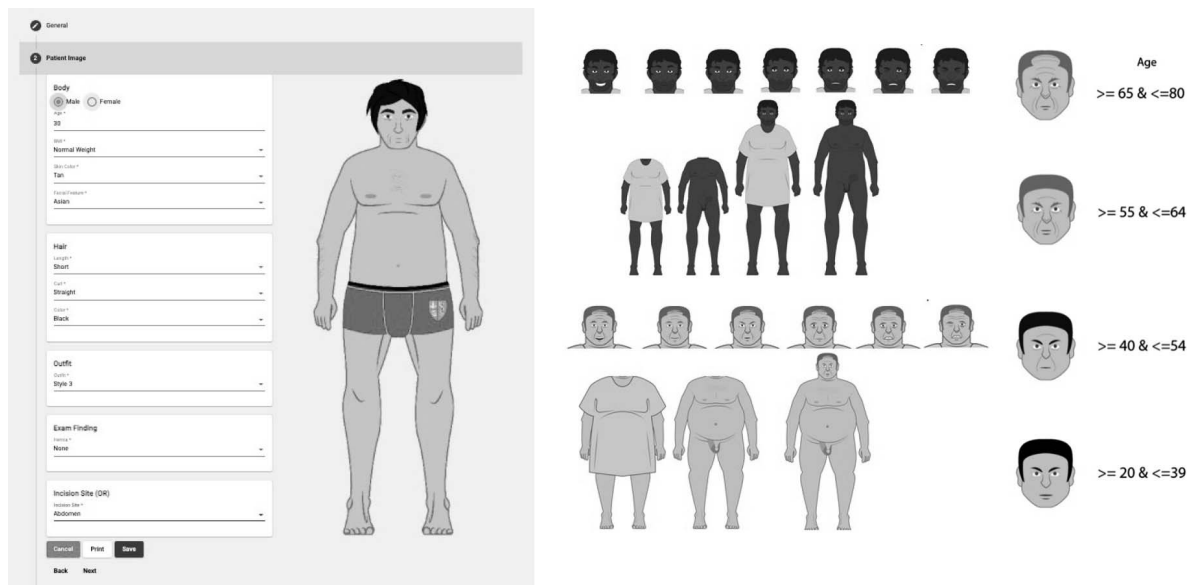 General
2 Patient Image
Body
Male Female
Age *
33
Normal Weight
Skin Color *
Tan
Facial Feature *
Asian
Hair
Length *
Short
Curl *
Straight
Color *
Black
Outfit
Outfit *
Style 3
Exam Finding
Hernia *
None
Incision Site (OR)
Incision Site *
Abdomen
Cancel Print Save
Back Next
Age
>= 65 & <=80
>= 55 & <=64
>= 40 & <=54
>= 20 & <=39